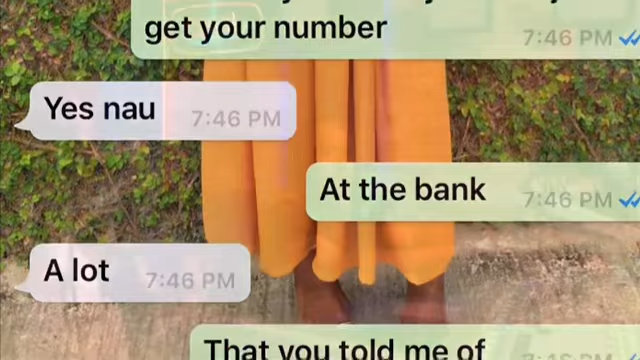 get your number
7:46 PM
Yes nau
7:46 PM
At the bank
7:46 PM
A lot
7:46 PM
That you told me of